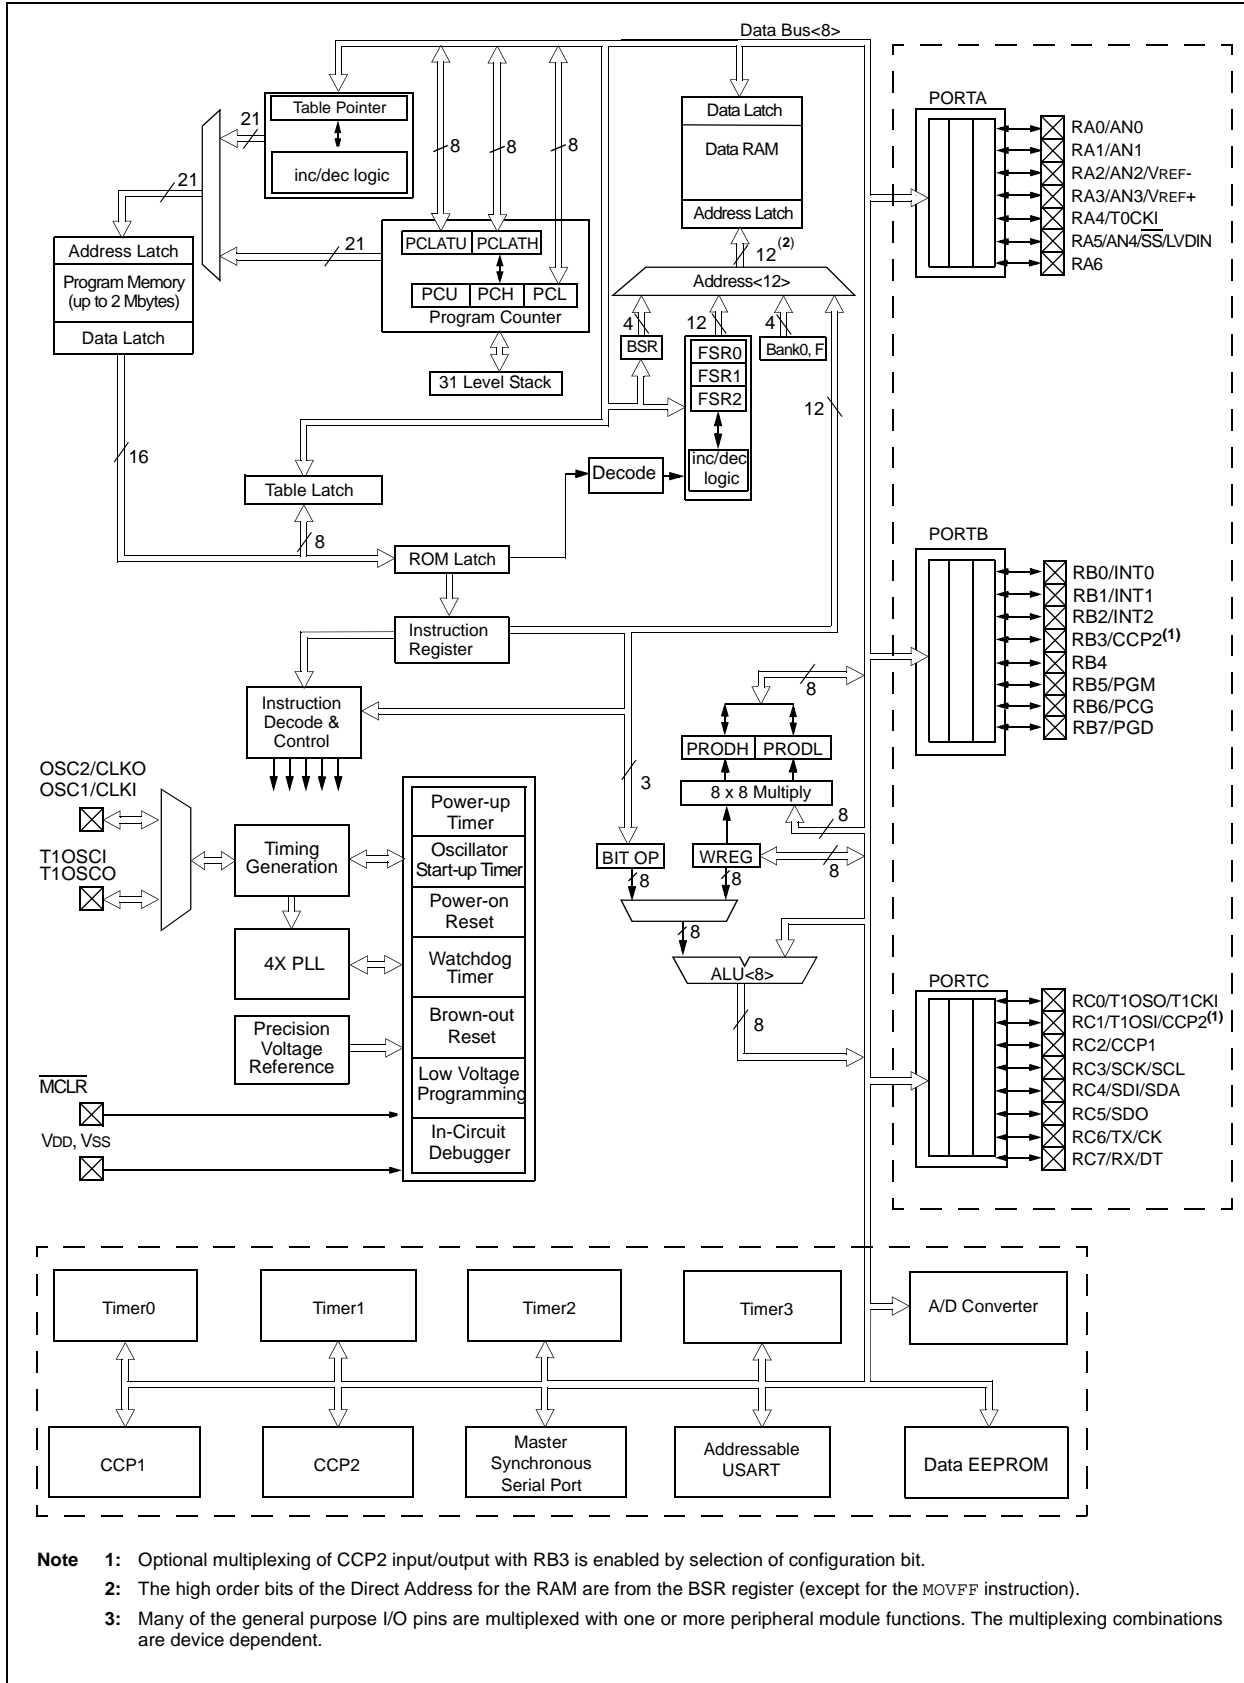 Data Bus<8>
PORTA
Table Pointer
21
inc/dec logic
8
8
8
Data Latch
Data RAM
Address Latch
RA0/AN0
RA1/AN1
RA2/AN2/VREF-
RA3/AN3/VREF+
RA4/T0CKI
RA5/AN4/SS/LVDIN
RA6
21
Address Latch
Program Memory
(up to 2 Mbytes)
Data Latch
21
PCLATU
PCLATH
PCU
PCH
PCL
Program Counter
12(2)
Address<12>
4
12
4
BSR
FSR0
FSR1
FSR2
Bank0, F
31 Level Stack
12
16
inc/dec
logic
Decode
Table Latch
8
ROM Latch
PORTB
RB0/INT0
RB1/INT1
RB2/INT2
RB3/CCP2(1)
RB4
RB5/PGM
RB6/PCG
RB7/PGD
Instruction
Register
8
Instruction
Decode &
Control
PRODH
PRODL
3
8 x 8 Multiply
8
OSC2/CLKO
OSC1/CLKI
T1OSCI
T1OSCO
Timing
Generation
Power-up
Timer
Oscillator
Start-up Timer
Power-on
Reset
Watchdog
Timer
Brown-out
Reset
Low Voltage
Programming
In-Circuit
Debugger
BIT OP
WREG
8
8
8
8
ALU<8>
8
4X PLL
Precision
Voltage
Reference
MCLR
VDD, VSS
PORTC
RC0/T1OSO/T1CKI
RC1/T1OSI/CCP2(1)
RC2/CCP1
RC3/SCK/SCL
RC4/SDI/SDA
RC5/SDO
RC6/TX/CK
RC7/RX/DT
Timer0
Timer1
Timer2
Timer3
A/D Converter
CCP1
CCP2
Master
Synchronous
Serial Port
Addressable
USART
Data EEPROM
Note 1: Optional multiplexing of CCP2 input/output with RB3 is enabled by selection of configuration bit.
2: The high order bits of the Direct Address for the RAM are from the BSR register (except for the MOVFF instruction).
3: Many of the general purpose I/O pins are multiplexed with one or more peripheral module functions. The multiplexing combinations
are device dependent.